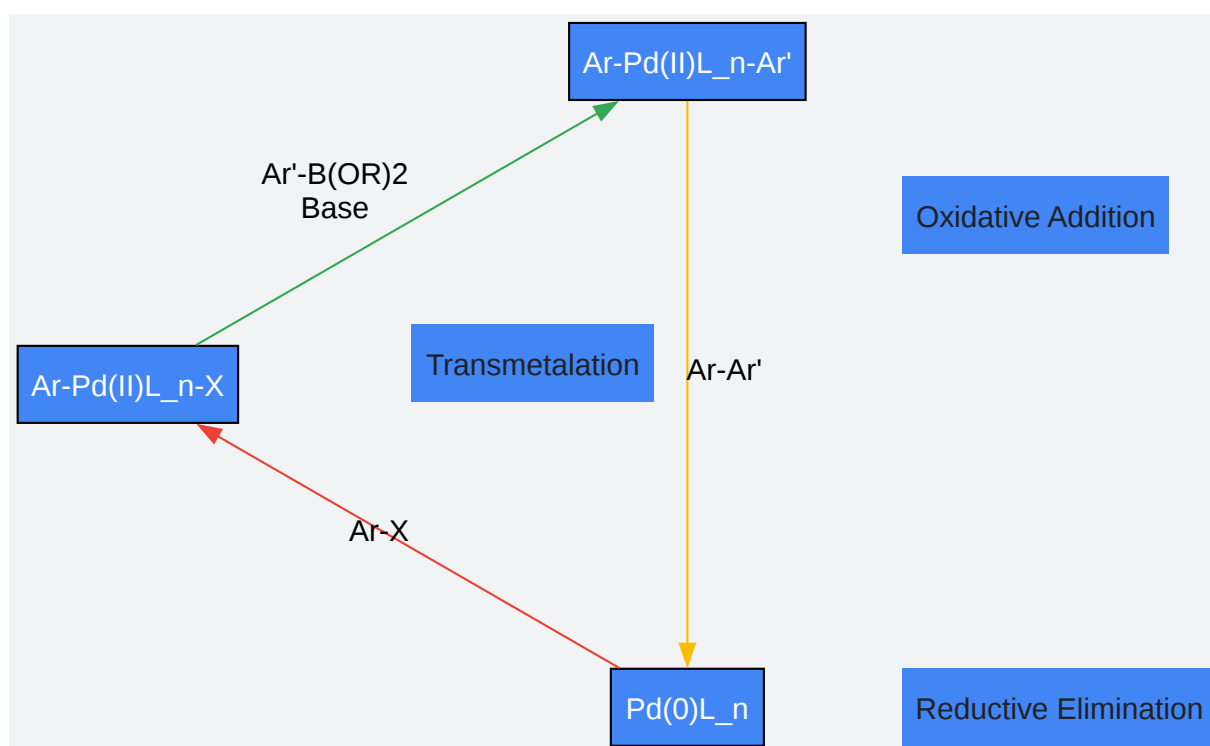 Ar-Pd(II)L_n-Ar'
Ar'-B(OR)2
Base
Oxidative Addition
Transmetalation
Ar-Ar'
Ar-Pd(II)L_n-X
Ar-X
Pd(0)L_n
Reductive Elimination